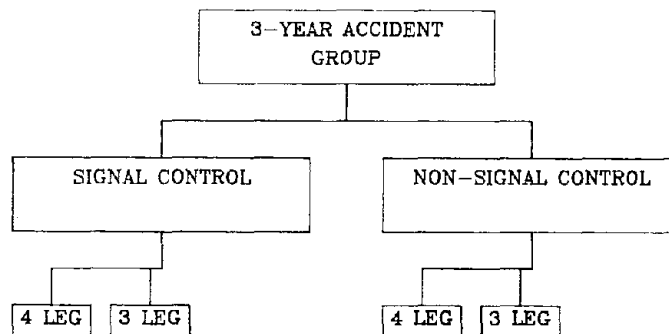 3-YEAR ACCIDENT
GROUP
SIGNAL CONTROL
NON-SIGNAL CONTROL
4 LEG
3 LEG
4 LEG
3 LEG